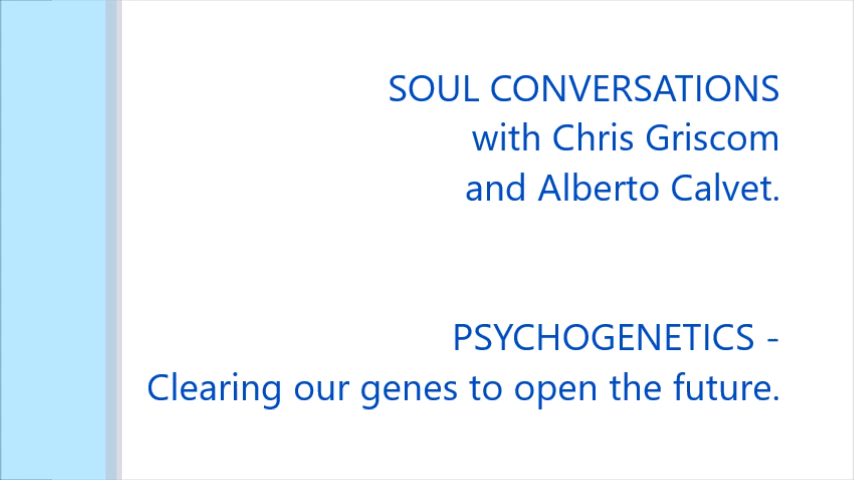 SOUL CONVERSATIONS
with Chris Griscom
and Alberto Calvet.
PSYCHOGENETICS -
Clearing our genes to open the future.